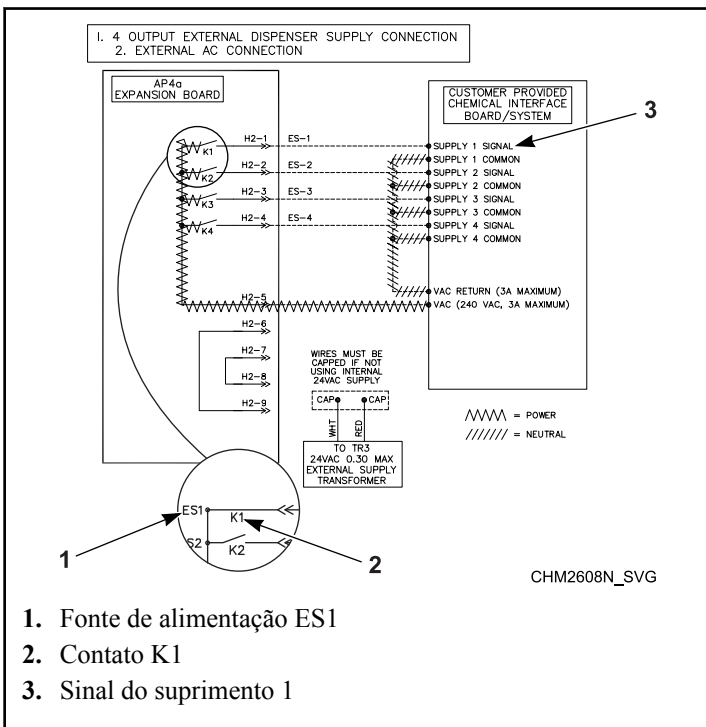 I. 4 OUTPUT EXTERNAL DISPENSER SUPPLY CONNECTION
2. EXTERNAL AC CONNECTION
AP4a
EXPANSION BOARD
CUSTOMER PROVIDED
CHEMICAL INTERFACE
BOARD/SYSTEM
3
K1
H2-1
ES-1
SUPPLY 1 SIGNAL
SUPPLY 1 COMMON
K2
H2-2
ES-2
SUPPLY 2 SIGNAL
SUPPLY 2 COMMON
K3
H2-3
ES-3
SUPPLY 3 SIGNAL
SUPPLY 3 COMMON
K4
H2-4
ES-4
SUPPLY 4 SIGNAL
SUPPLY 4 COMMON
VAC RETURN (3A MAXIMUM)
H2-5
VAC (240 VAC, 3A MAXIMUM)
H2-6
H2-7
H2-8
H2-9
WIRES MUST BE
CAPPED IF NOT
USING INTERNAL
24VAC SUPPLY
CAP
CAP
WHT
RED
TO TR3
24VAC 0.30 MAX
EXTERNAL SUPPLY
TRANSFORMER
= POWER
= NEUTRAL
ES1
K1
S2
K2
1
2
CHM2608N_SVG
1. Fonte de alimentação ES1
2. Contato K1
3. Sinal do suprimento 1